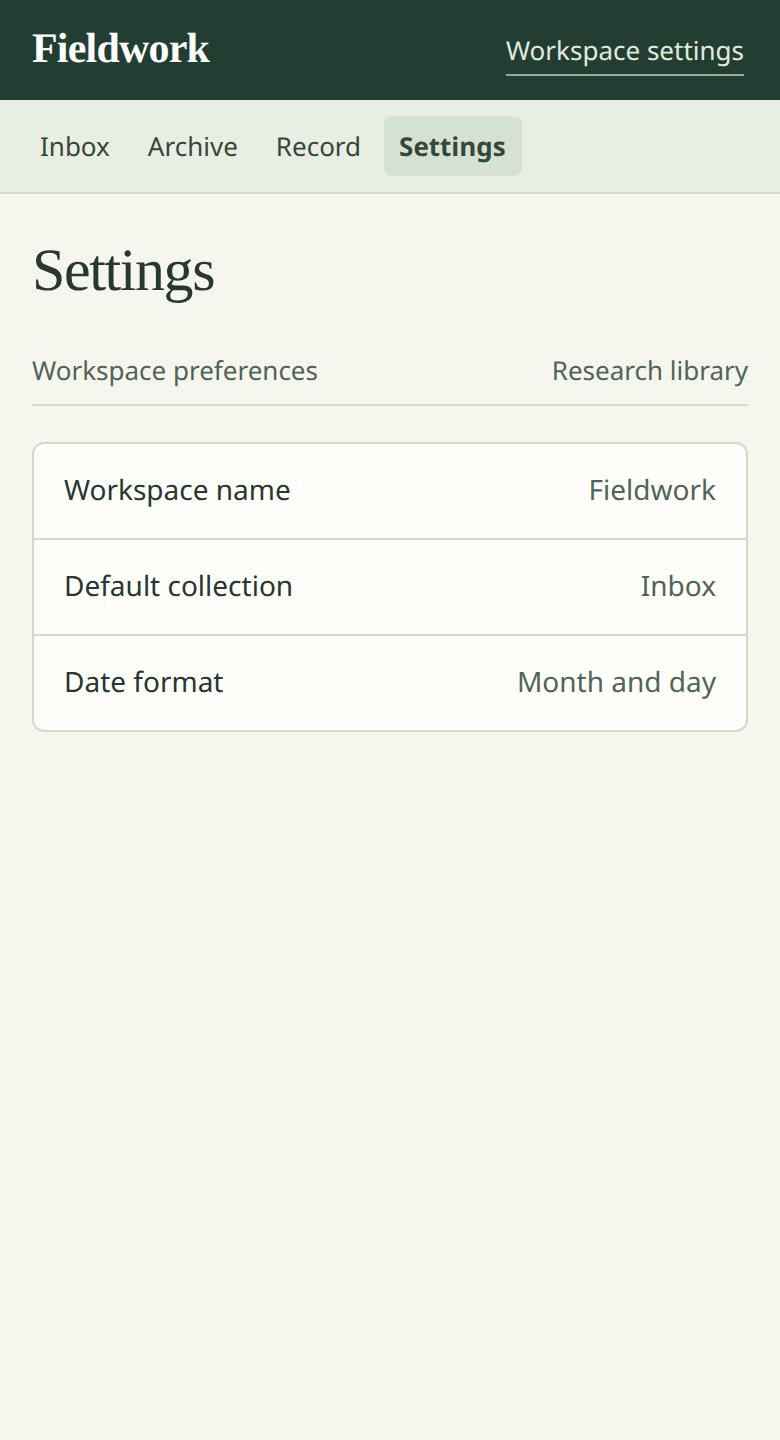 Fieldwork
Workspace settings
Inbox Archive Record Settings
Settings
Workspace preferences Research library
Workspace name Fieldwork
Default collection Inbox
Date format Month and day